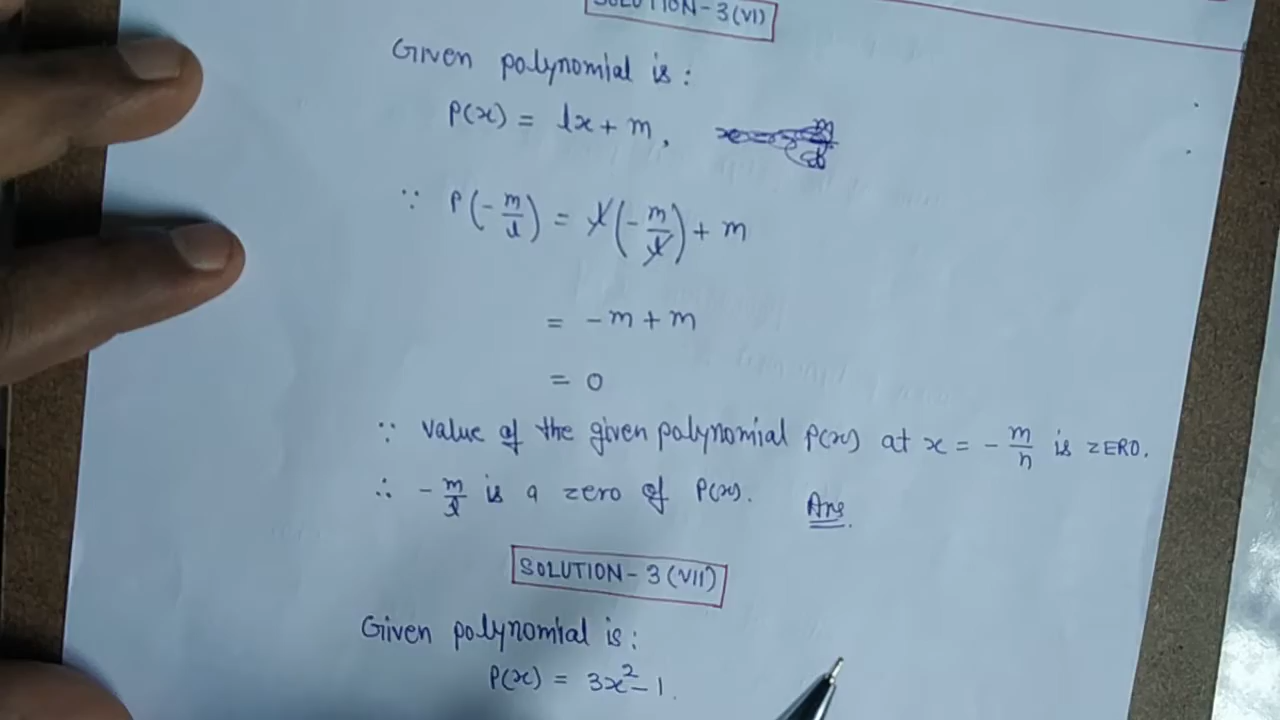 SOLUTION-3(VI)
Given polynomial is:
P(x) = lx + m,
∵ P(-m/l) = l(-m/l) + m
= -m + m
= 0
∵ value of the given polynomial P(x) at x = -m/n is ZERO.
∴ -m/l is a zero of P(x). Ans.
SOLUTION-3(VII)
Given polynomial is:
P(x) = 3x²-1.